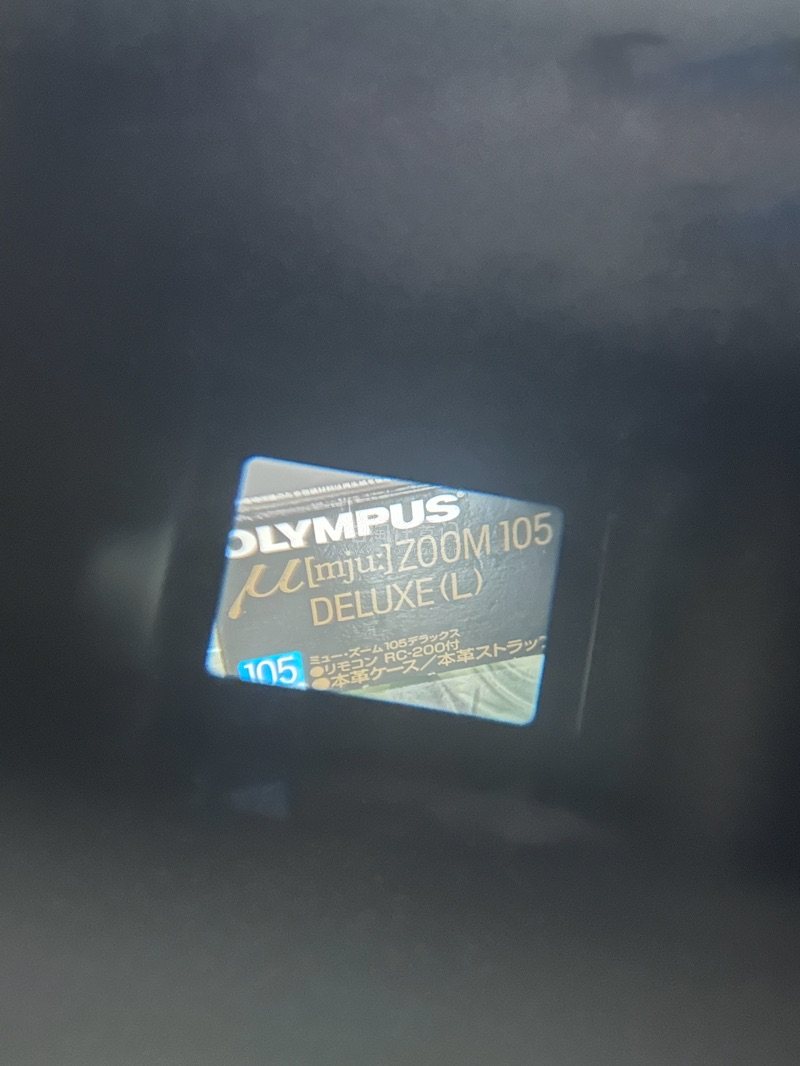 OLYMPUS
μ[mju:] ZOOM 105
DELUXE (L)
ミュー・ズーム105デラックス
●リモコン RC-200付
●本革ケース/本革ストラッ
105